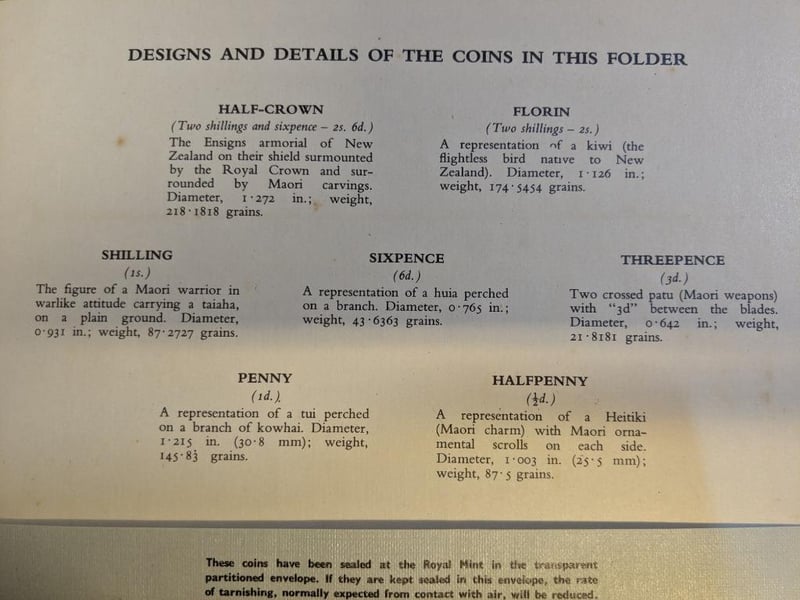 DESIGNS AND DETAILS OF THE COINS IN THIS FOLDER
HALF-CROWN
(Two shillings and sixpence – 2s. 6d.)
The Ensigns armorial of New
Zealand on their shield surmounted
by the Royal Crown and sur-
rounded by Maori carvings.
Diameter, 1·272 in.; weight,
218·1818 grains.
FLORIN
(Two shillings – 2s.)
A representation of a kiwi (the
flightless bird native to New
Zealand). Diameter, 1·126 in.;
weight, 174·5454 grains.
SHILLING
(1s.)
The figure of a Maori warrior in
warlike attitude carrying a taiaha,
on a plain ground. Diameter,
0·931 in.; weight, 87·2727 grains.
SIXPENCE
(6d.)
A representation of a huia perched
on a branch. Diameter, 0·765 in.;
weight, 43·6363 grains.
THREEPENCE
(3d.)
Two crossed patu (Maori weapons)
with “3d” between the blades.
Diameter, 0·642 in.; weight,
21·8181 grains.
PENNY
(1d.)
A representation of a tui perched
on a branch of kowhai. Diameter,
1·215 in. (30·8 mm); weight,
145·83 grains.
HALFPENNY
(½d.)
A representation of a Heitiki
(Maori charm) with Maori orna-
mental scrolls on each side.
Diameter, 1·003 in. (25·5 mm);
weight, 87·5 grains.
These coins have been sealed at the Royal Mint in the transparent
partitioned envelope. If they are kept sealed in this envelope, the rate
of tarnishing, normally expected from contact with air, will be reduced.